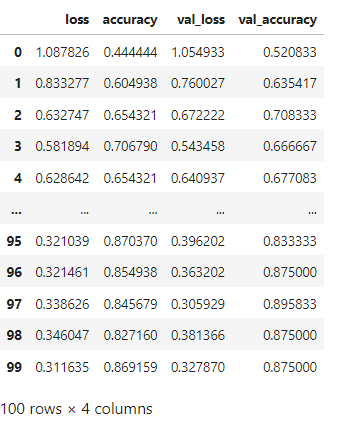 loss accuracy val_loss val_accuracy
0 1.087826 0.444444 1.054933 0.520833
1 0.833277 0.604938 0.760027 0.635417
2 0.632747 0.654321 0.672222 0.708333
3 0.581894 0.706790 0.543458 0.666667
4 0.628642 0.654321 0.640937 0.677083
... ... ... ... ...
95 0.321039 0.870370 0.396202 0.833333
96 0.321461 0.854938 0.363202 0.875000
97 0.338626 0.845679 0.305929 0.895833
98 0.346047 0.827160 0.381366 0.875000
99 0.311635 0.869159 0.327870 0.875000
100 rows × 4 columns